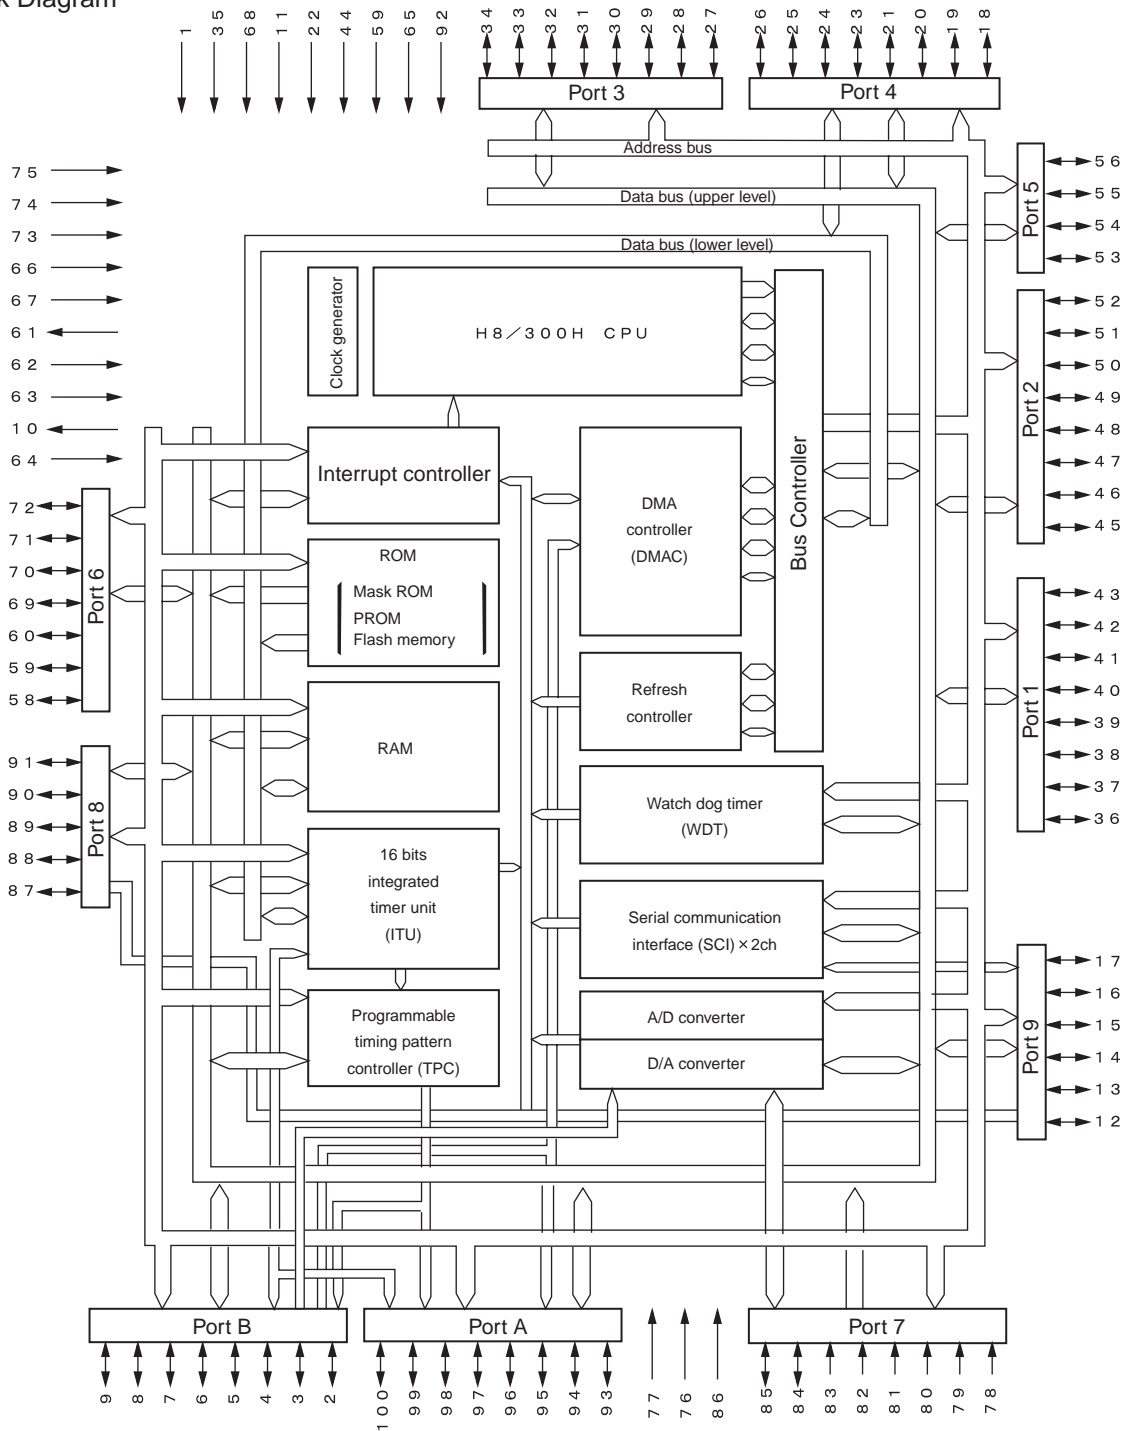 k Diagram
1 35 68 11 22 44 59 65 92
34 33 32 31 30 29 28 27
26 25 24 23 21 20 19 18
Port 3
Port 4
Address bus
Data bus (upper level)
Data bus (lower level)
75
74
73
66
67
61
62
63
10
64
Port 5
56
55
54
53
Clock generator
H8/300H CPU
Bus Controller
Port 2
52
51
50
49
48
47
46
45
Interrupt controller
DMA
controller
(DMAC)
72
71
70
69
60
59
58
Port 6
ROM
Mask ROM
PROM
Flash memory
Port 1
43
42
41
40
39
38
37
36
Refresh
controller
RAM
91
90
89
88
87
Port 8
Watch dog timer
(WDT)
16 bits
integrated
timer unit
(ITU)
Serial communication
interface (SCI) × 2ch
Port 9
17
16
15
14
13
12
Programmable
timing pattern
controller (TPC)
A/D converter
D/A converter
Port B
Port A
Port 7
9 8 7 6 5 4 3 2
100 99 98 97 96 95 94 93
77 76 86
85 84 83 82 81 80 79 78